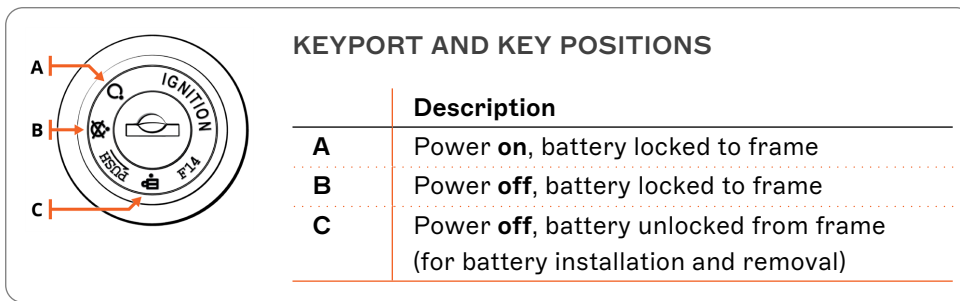 KEYPORT AND KEY POSITIONS
A
B
C
IGNITION
PUSH
F14
Description
A Power on, battery locked to frame
B Power off, battery locked to frame
C Power off, battery unlocked from frame
(for battery installation and removal)